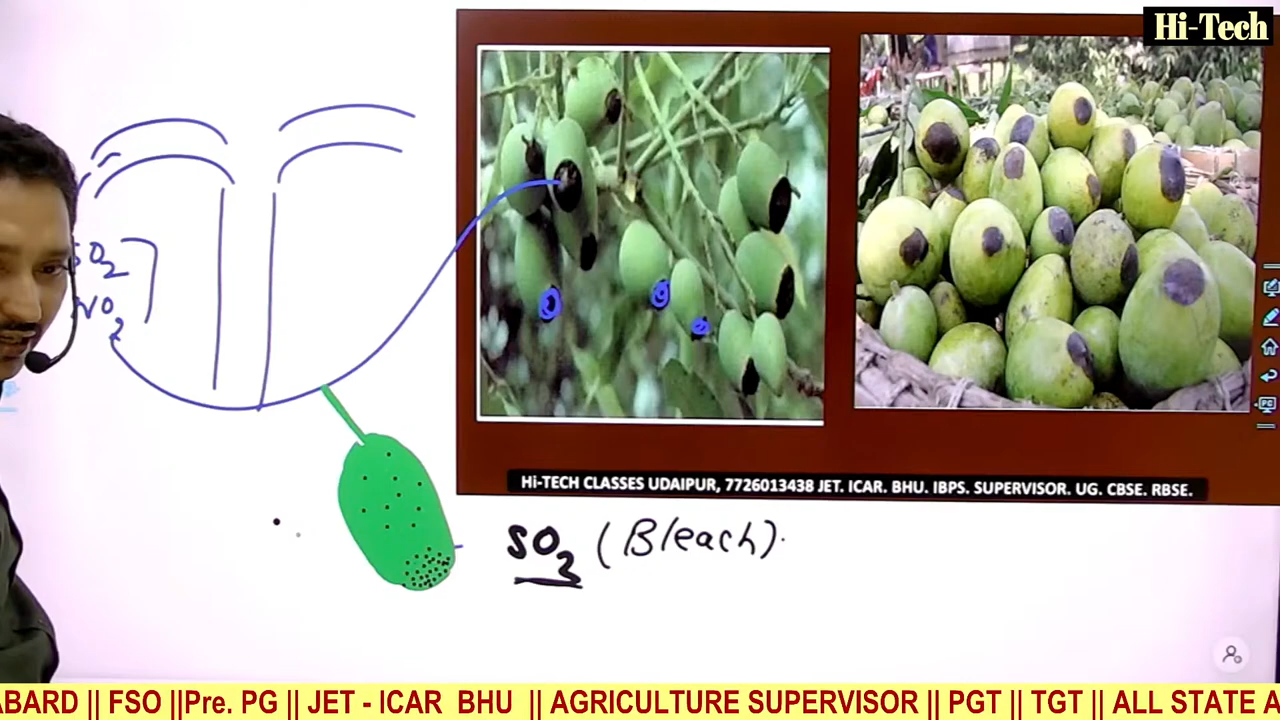 Hi-Tech
SO2
NO2
Hi-TECH CLASSES UDAIPUR, 7726013438 JET. ICAR. BHU. IBPS. SUPERVISOR. UG. CBSE. RBSE.
SO2 (Bleach).
ABARD || FSO ||Pre. PG || JET - ICAR BHU || AGRICULTURE SUPERVISOR || PGT || TGT || ALL STATE A